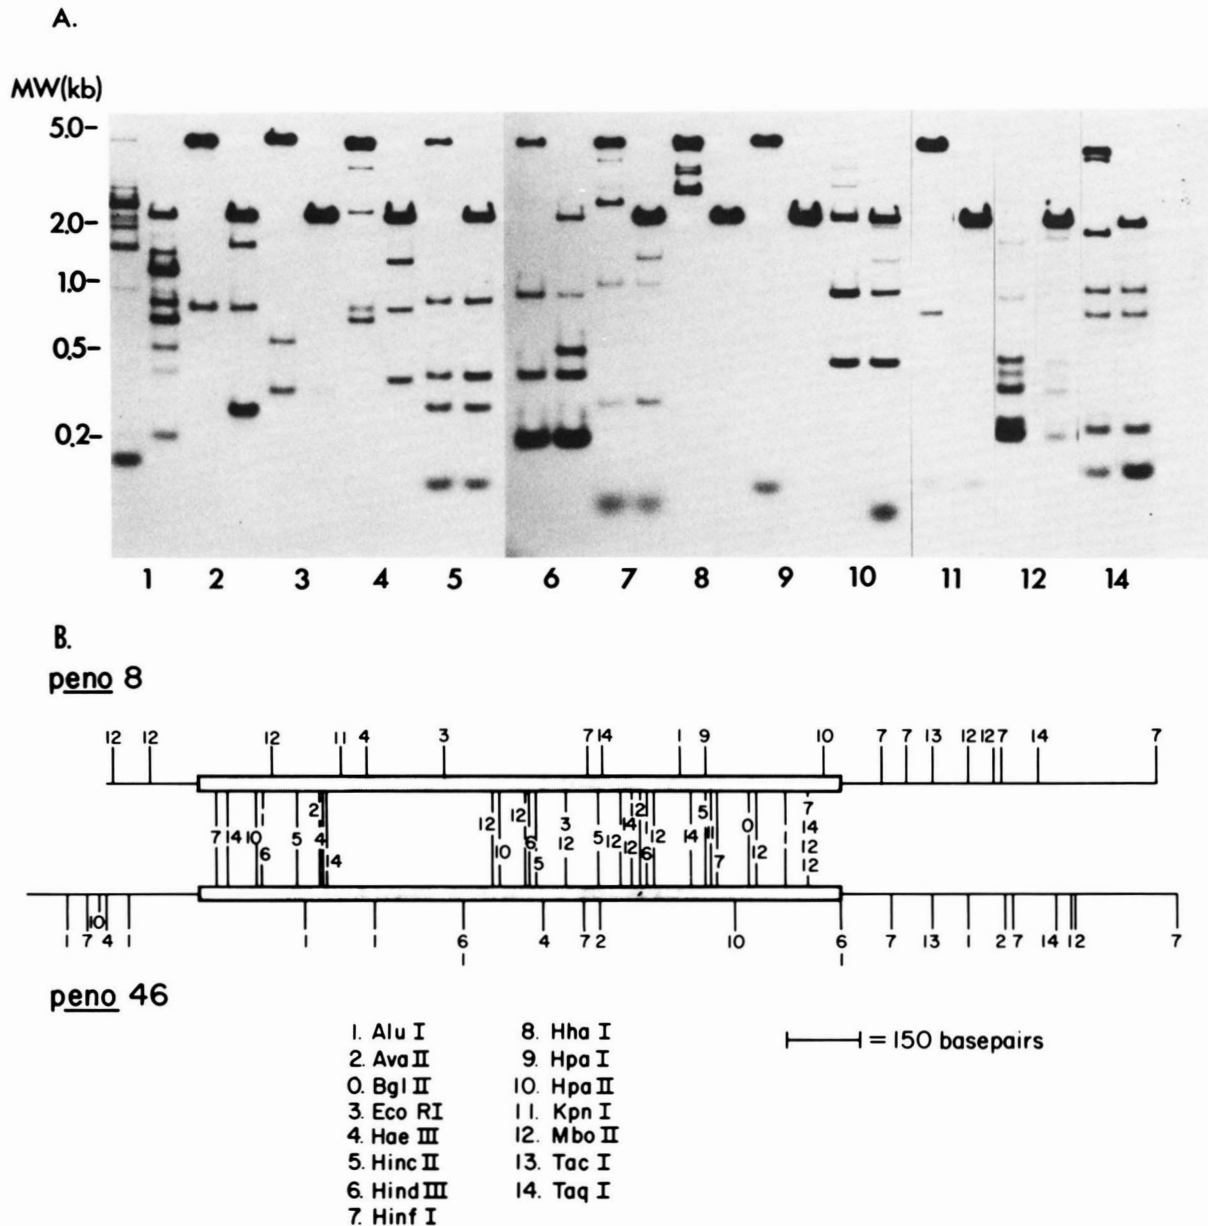 A.
MW(kb)
5.0-
2.0-
1.0-
0.5-
0.2-
1 2 3 4 5 6 7 8 9 10 11 12 14
B.
peno 8
12 12 12 11 4 3 7 14 1 9 10 7 7 13 12 12 7 14 7
2 12 12 3 14 12 1 5 0 1 7
7 14 10 1 6 5 4 14 10 6 5 12 5 12 12 6 12 14 11 7 12 14 12 12
10
1 7 4 1 1 1 6 4 7 2 10 6 7 13 1 2 7 14 12 7
1 1
peno 46
1. Alu I
2. Ava II
0. Bgl II
3. Eco RI
4. Hae III
5. Hinc II
6. Hind III
7. Hinf I
8. Hha I
9. Hpa I
10. Hpa II
11. Kpn I
12. Mbo II
13. Tac I
14. Taq I
= 150 basepairs